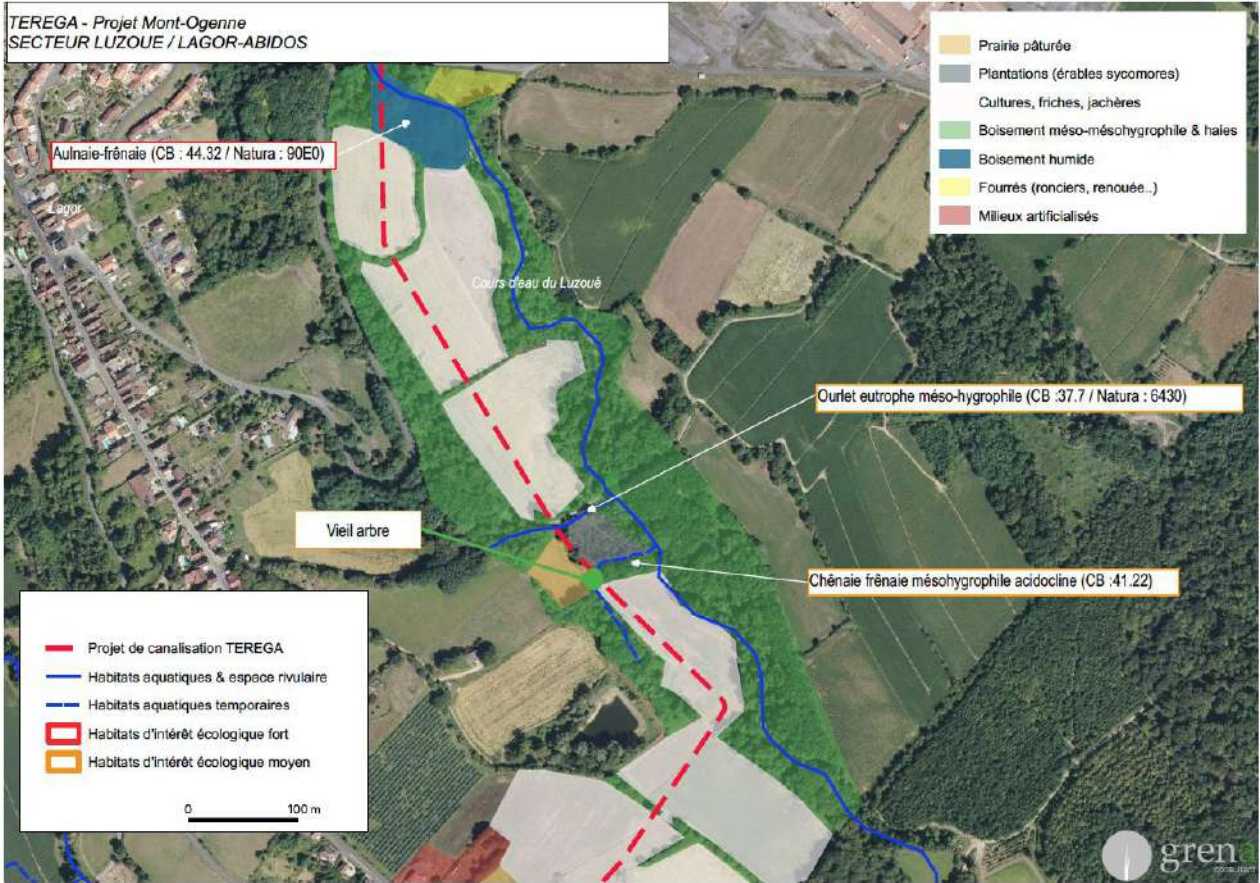 TEREGA - Projet Mont-Ogenne
SECTEUR LUZOUE / LAGOR-ABIDOS
Prairie pâturée
Plantations (érables sycomores)
Cultures, friches, jachères
Boisement méso-mésohygrophile & haies
Boisement humide
Fourrés (ronciers, renouée..)
Milieux artificialisés
Aulnaie-frênaie (CB : 44.32 / Natura : 90E0)
Lagor
Cours d'eau du Luzoué
Ourlet eutrophe méso-hygrophile (CB :37.7 / Natura : 6430)
Vieil arbre
Chênaie frênaie mésohygrophile acidocline (CB :41.22)
Projet de canalisation TEREGA
Habitats aquatiques & espace rivulaire
Habitats aquatiques temporaires
Habitats d'intérêt écologique fort
Habitats d'intérêt écologique moyen
0 100 m
grena
consultant